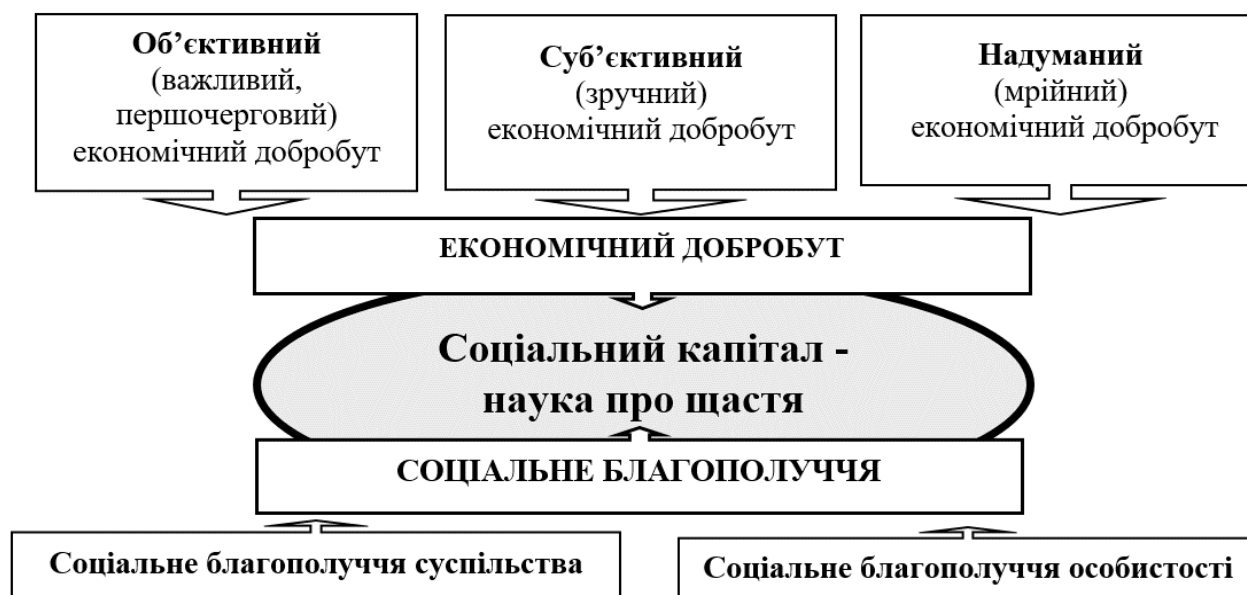 Об’єктивний
(важливий,
першочерговий)
економічний добробут
Суб’єктивний
(зручний)
економічний добробут
Надуманий
(мрійний)
економічний добробут
ЕКОНОМІЧНИЙ ДОБРОБУТ
Соціальний капітал -
наука про щастя
СОЦІАЛЬНЕ БЛАГОПОЛУЧЧЯ
Соціальне благополуччя суспільства
Соціальне благополуччя особистості